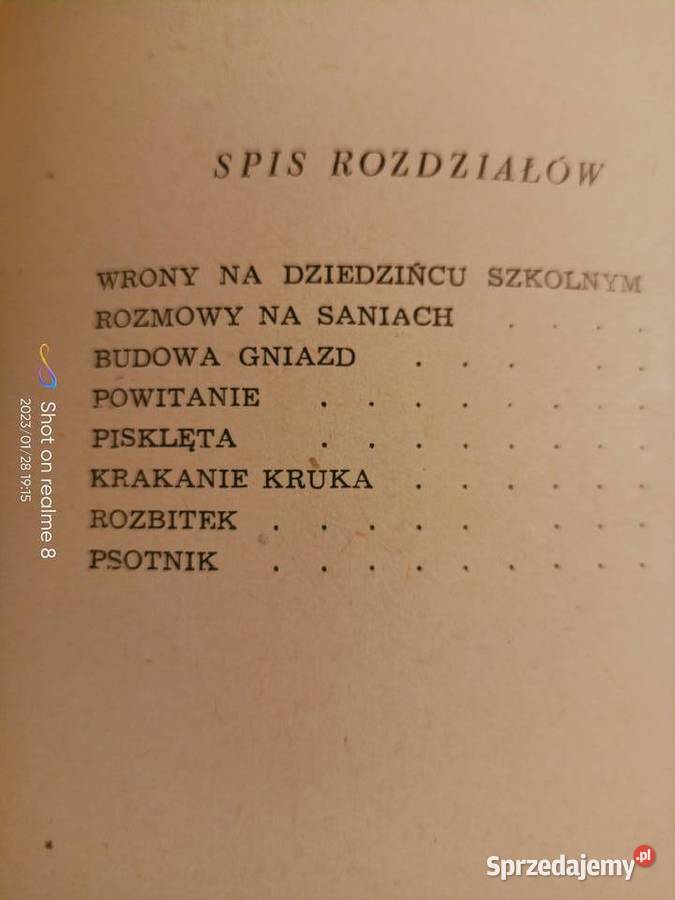 SPIS ROZDZIAŁÓW
WRONY NA DZIEDZIŃCU SZKOLNYM
ROZMOWY NA SANIACH . . . .
BUDOWA GNIAZD . . . . .
POWITANIE . . . . . . . .
PISKLĘTA . . . . . . . .
KRAKANIE KRUKA . . . . . .
ROZBITEK . . . . . . . .
PSOTNIK . . . . . . . . .
Shot on realme 8
2023/01/28 19:15
Sprzedajemy.pl